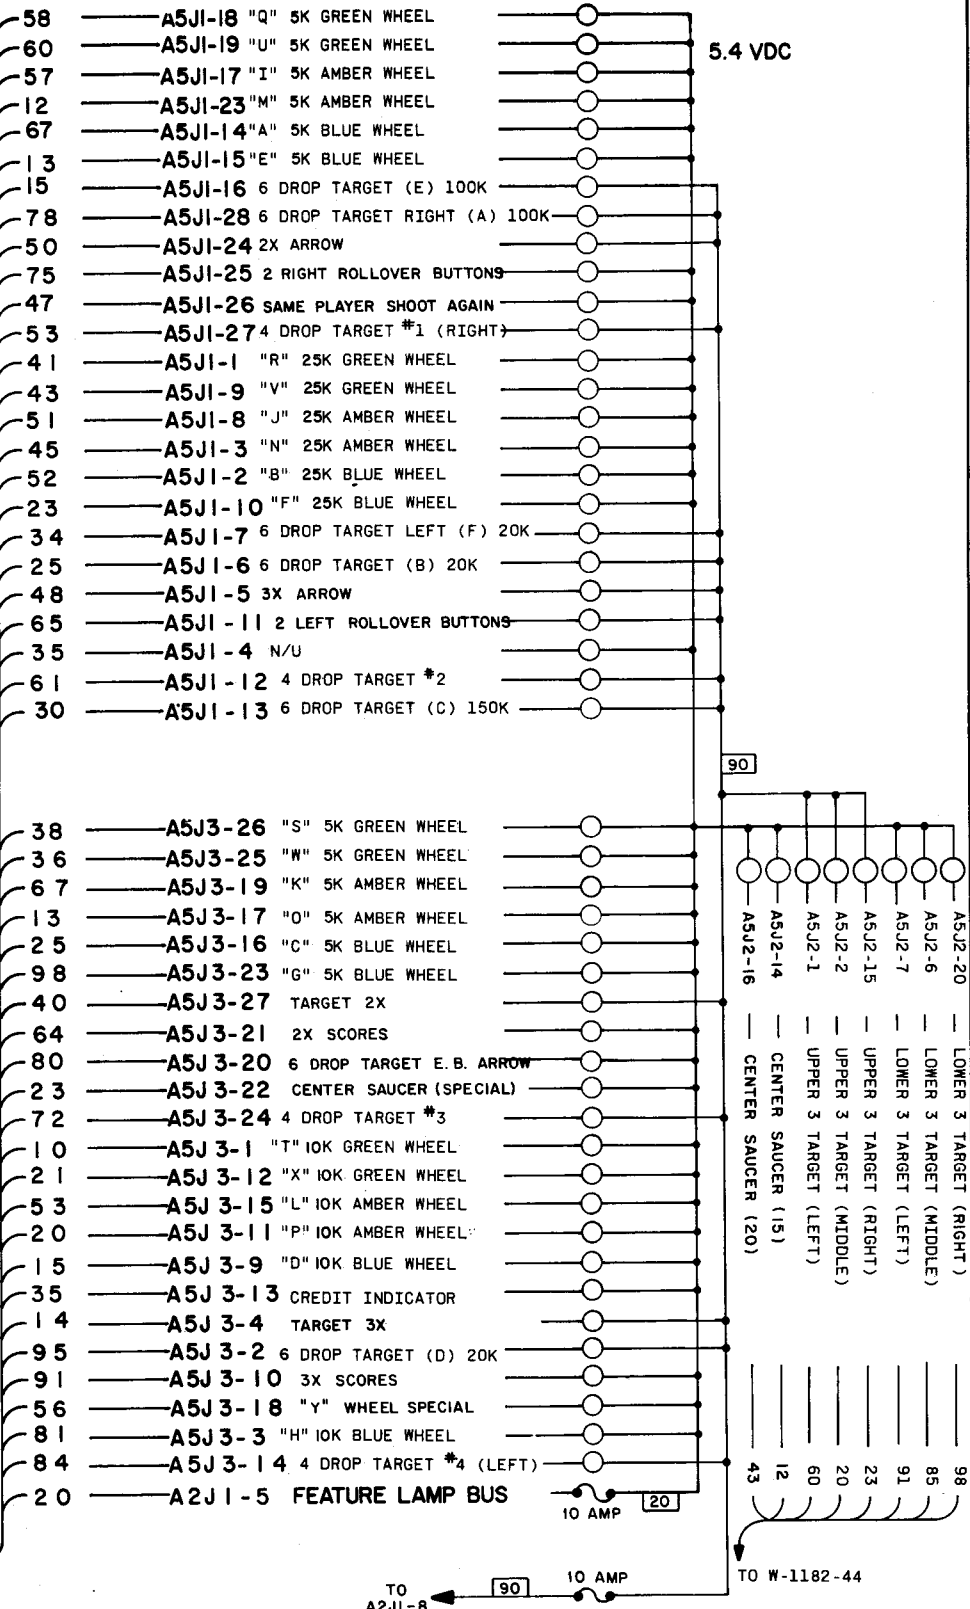 58 A5J1-18 "Q" 5K GREEN WHEEL
60 A5J1-19 "U" 5K GREEN WHEEL
5.4 VDC
57 A5J1-17 "I" 5K AMBER WHEEL
12 A5J1-23 "M" 5K AMBER WHEEL
67 A5J1-14 "A" 5K BLUE WHEEL
13 A5J1-15 "E" 5K BLUE WHEEL
15 A5J1-16 6 DROP TARGET (E) 100K
78 A5J1-28 6 DROP TARGET RIGHT (A) 100K
50 A5J1-24 2X ARROW
75 A5J1-25 2 RIGHT ROLLOVER BUTTONS
47 A5J1-26 SAME PLAYER SHOOT AGAIN
53 A5J1-27 4 DROP TARGET #1 (RIGHT)
41 A5J1-1 "R" 25K GREEN WHEEL
43 A5J1-9 "V" 25K GREEN WHEEL
51 A5J1-8 "J" 25K AMBER WHEEL
45 A5J1-3 "N" 25K AMBER WHEEL
52 A5J1-2 "B" 25K BLUE WHEEL
23 A5J1-10 "F" 25K BLUE WHEEL
34 A5J1-7 6 DROP TARGET LEFT (F) 20K
25 A5J1-6 6 DROP TARGET (B) 20K
48 A5J1-5 3X ARROW
65 A5J1-11 2 LEFT ROLLOVER BUTTONS
35 A5J1-4 N/U
61 A5J1-12 4 DROP TARGET #2
30 A5J1-13 6 DROP TARGET (C) 150K
90
38 A5J3-26 "S" 5K GREEN WHEEL
36 A5J3-25 "W" 5K GREEN WHEEL
67 A5J3-19 "K" 5K AMBER WHEEL
13 A5J3-17 "O" 5K AMBER WHEEL
25 A5J3-16 "C" 5K BLUE WHEEL
98 A5J3-23 "G" 5K BLUE WHEEL
40 A5J3-27 TARGET 2X
64 A5J3-21 2X SCORES
80 A5J3-20 6 DROP TARGET E.B. ARROW
23 A5J3-22 CENTER SAUCER (SPECIAL)
72 A5J3-24 4 DROP TARGET #3
10 A5J3-1 "T" 10K GREEN WHEEL
21 A5J3-12 "X" 10K GREEN WHEEL
53 A5J3-15 "L" 10K AMBER WHEEL
20 A5J3-11 "P" 10K AMBER WHEEL
15 A5J3-9 "D" 10K BLUE WHEEL
35 A5J3-13 CREDIT INDICATOR
14 A5J3-4 TARGET 3X
95 A5J3-2 6 DROP TARGET (D) 20K
91 A5J3-10 3X SCORES
56 A5J3-18 "Y" WHEEL SPECIAL
81 A5J3-3 "H" 10K BLUE WHEEL
84 A5J3-14 4 DROP TARGET #4 (LEFT)
20 A2J1-5 FEATURE LAMP BUS
10 AMP
20
A5J2-16 — CENTER SAUCER (20) 43
A5J2-14 — CENTER SAUCER (15) 12
A5J2-1 — UPPER 3 TARGET (LEFT) 60
A5J2-2 — UPPER 3 TARGET (MIDDLE) 20
A5J2-15 — UPPER 3 TARGET (RIGHT) 23
A5J2-7 — LOWER 3 TARGET (LEFT) 91
A5J2-6 — LOWER 3 TARGET (MIDDLE) 85
A5J2-20 — LOWER 3 TARGET (RIGHT) 98
TO W-1182-44
TO A2J1-8
90
10 AMP